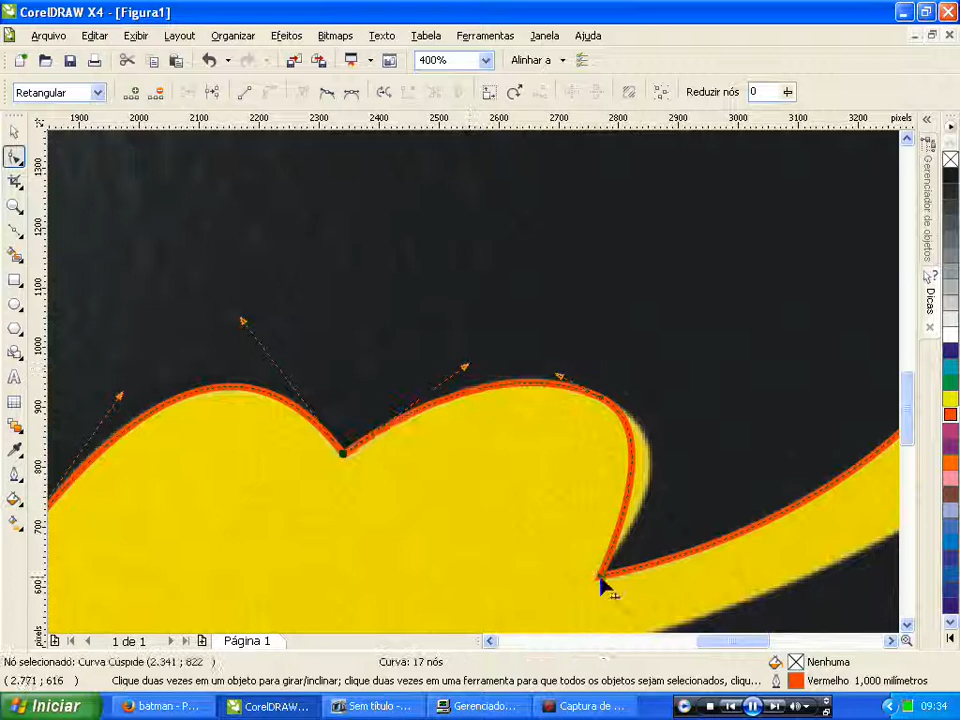 CorelDRAW X4 - [Figura1]
Arquivo Editar Exibir Layout Organizar Efeitos Bitmaps Texto Tabela Ferramentas Janela Ajuda
400% Alinhar a
Retangular Reduzir nós 0
1900 2000 2100 2200 2300 2400 2500 2600 2700 2800 2900 3000 3100 3200 pixels
1300
1200
1100
1000
900
800
700
600
pixels
Gerenciador de objetos
Dicas
1 de 1 Página 1
Nó selecionado: Curva Cúspide (2.341 ; 822 ) Curva: 17 nós Nenhuma
(2.771 ; 616 ) Clique duas vezes em um objeto para girar/inclinar; clique duas vezes em uma ferramenta para que todos os objetos sejam selecionados, cliqu... Vermelho 1,000 milímetros
Iniciar batman - P... CorelDRAW... Sem título -... Gerenciado... Captura de ... 09:34